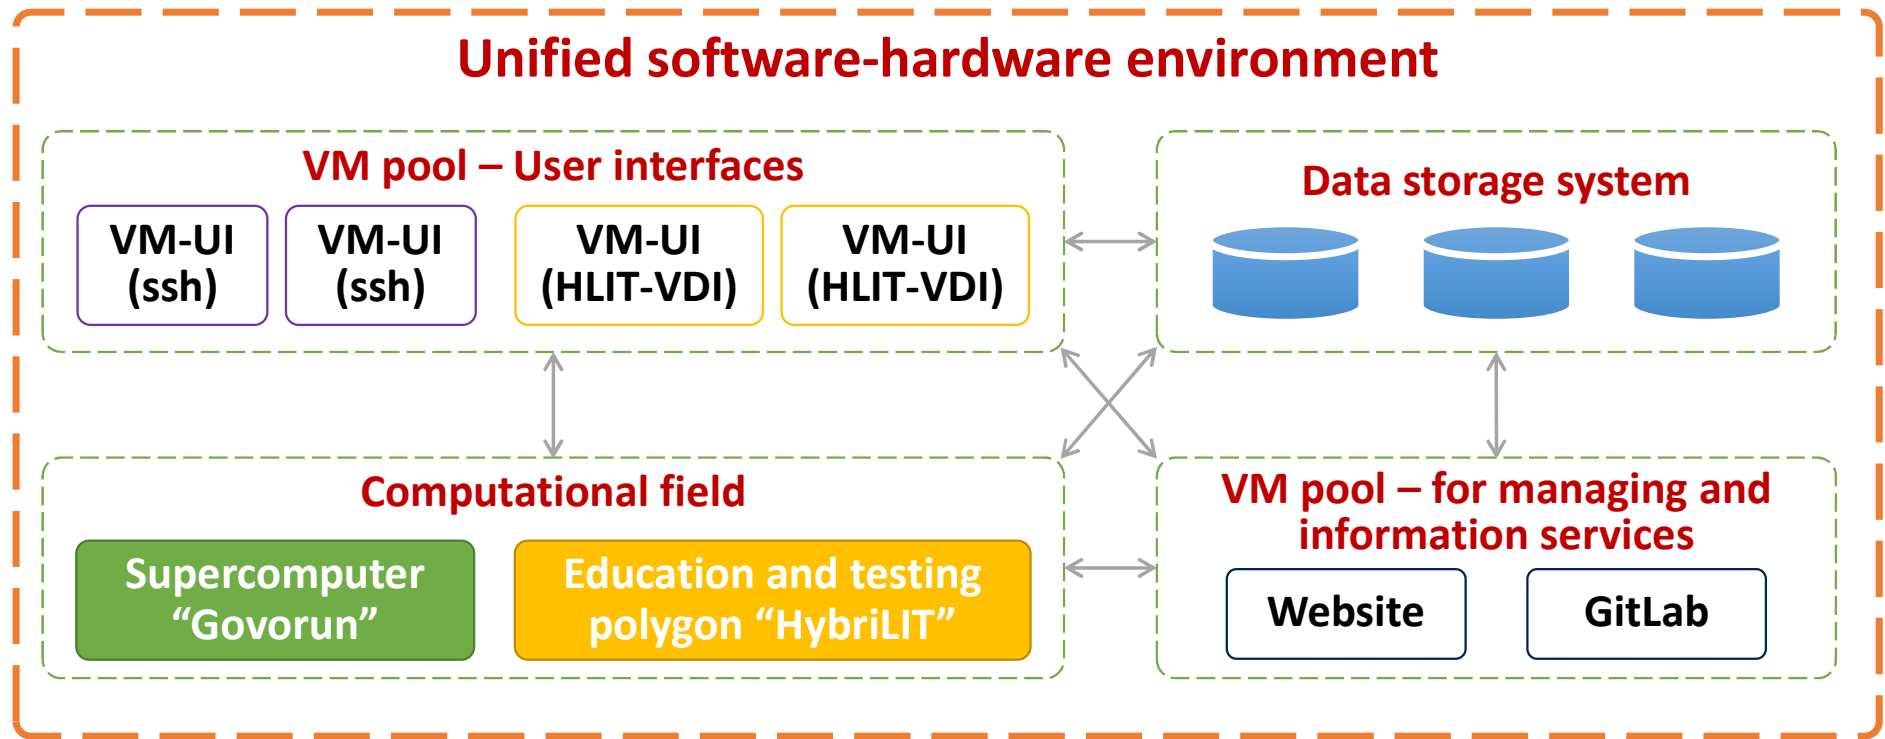 Unified software-hardware environment
VM pool – User interfaces
VM-UI
(ssh)
VM-UI
(ssh)
VM-UI
(HLIT-VDI)
VM-UI
(HLIT-VDI)
Data storage system
Computational field
Supercomputer
“Govorun”
Education and testing
polygon “HybriLIT”
VM pool – for managing and
information services
Website
GitLab